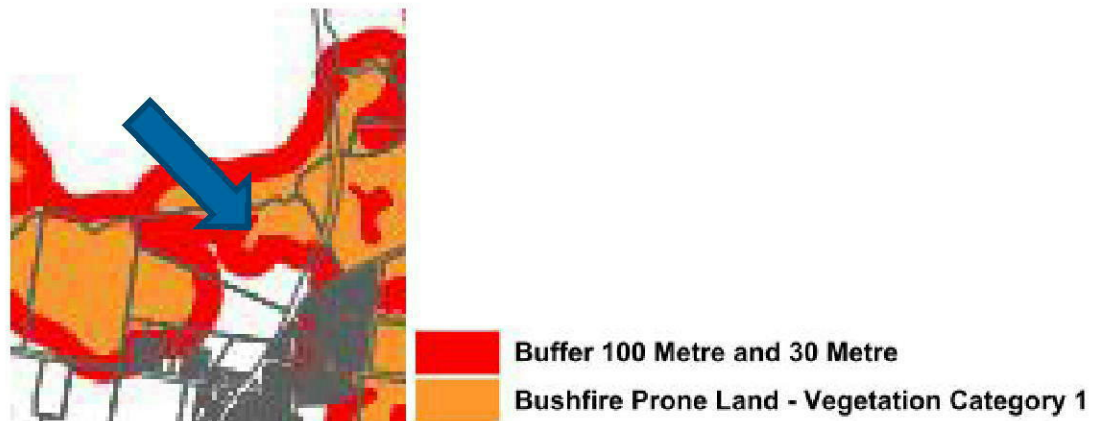 Buffer 100 Metre and 30 Metre
Bushfire Prone Land - Vegetation Category 1